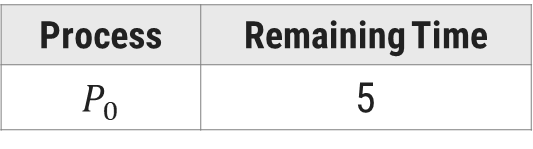 Process Remaining Time
P₀ 5